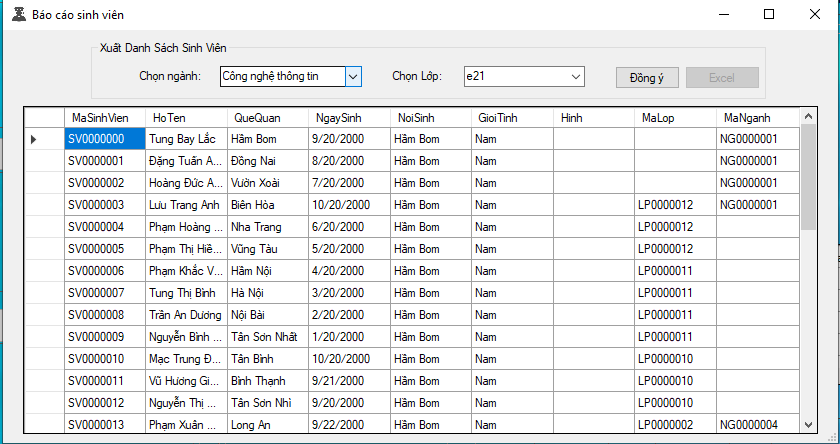 Báo cáo sinh viên
Xuất Danh Sách Sinh Viên
Chọn ngành: Công nghệ thông tin Chọn Lớp: e21 Đồng ý Excel
MaSinhVien HoTen QueQuan NgaySinh NoiSinh GioiTinh Hinh MaLop MaNganh
SV0000000 Tung Bay Lắc Hầm Bom 9/20/2000 Hầm Bom Nam NG0000001
SV0000001 Đặng Tuấn A... Đồng Nai 8/20/2000 Hầm Bom Nam NG0000001
SV0000002 Hoàng Đức A... Vườn Xoài 7/20/2000 Hầm Bom Nam NG0000001
SV0000003 Lưu Trang Anh Biên Hòa 10/20/2000 Hầm Bom Nam LP0000012 NG0000001
SV0000004 Phạm Hoàng ... Nha Trang 6/20/2000 Hầm Bom Nam LP0000012
SV0000005 Phạm Thị Hiề... Vũng Tàu 5/20/2000 Hầm Bom Nam LP0000012
SV0000006 Phạm Khắc V... Hầm Nội 4/20/2000 Hầm Bom Nam LP0000011
SV0000007 Tung Thị Bình Hà Nội 3/20/2000 Hầm Bom Nam LP0000011
SV0000008 Trần An Dương Nội Bài 2/20/2000 Hầm Bom Nam LP0000011
SV0000009 Nguyễn Bình ... Tân Sơn Nhất 1/20/2000 Hầm Bom Nam LP0000011
SV0000010 Mạc Trung Đ... Tân Bình 10/20/2000 Hầm Bom Nam LP0000010
SV0000011 Vũ Hương Gi... Bình Thạnh 9/21/2000 Hầm Bom Nam LP0000010
SV0000012 Nguyễn Thị ... Tân Sơn Nhì 9/20/2000 Hầm Bom Nam LP0000010
SV0000013 Phạm Xuân ... Long An 9/22/2000 Hầm Bom Nam LP0000002 NG0000004